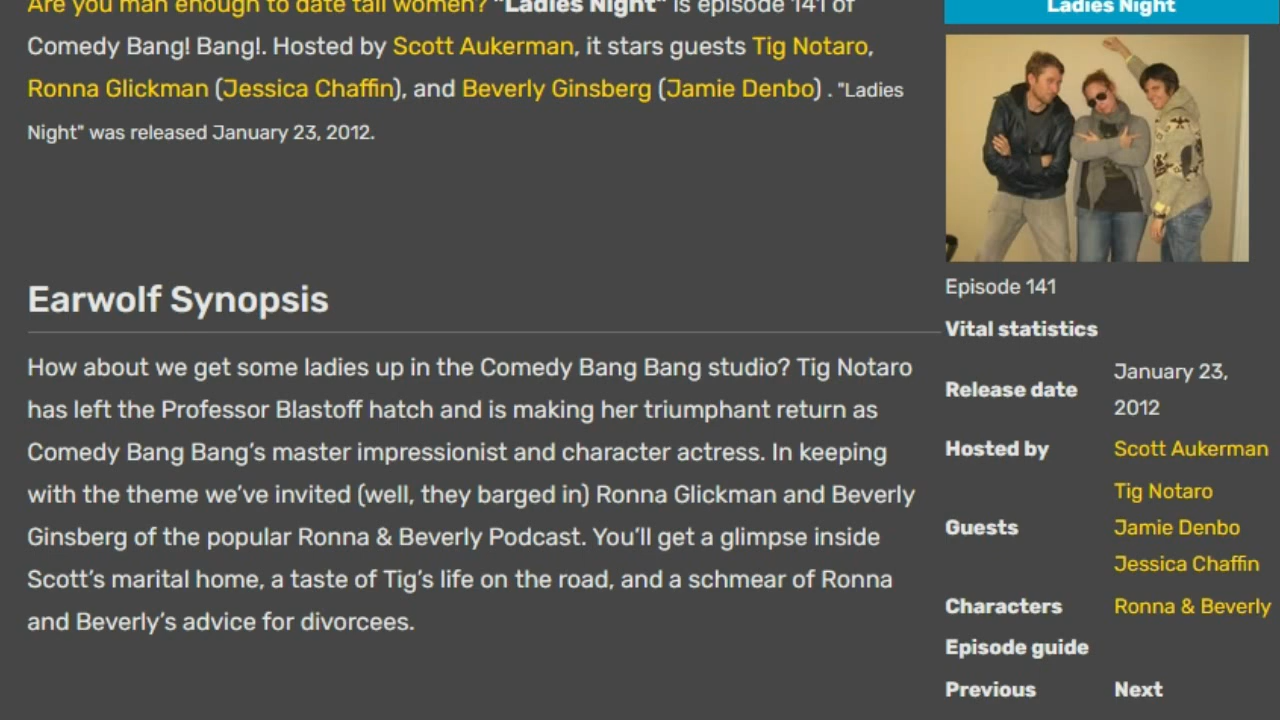 Are you man enough to date tall women? "Ladies Night" is episode 141 of
Comedy Bang! Bang!. Hosted by Scott Aukerman, it stars guests Tig Notaro,
Ronna Glickman (Jessica Chaffin), and Beverly Ginsberg (Jamie Denbo) . "Ladies
Night" was released January 23, 2012.
Earwolf Synopsis
How about we get some ladies up in the Comedy Bang Bang studio? Tig Notaro
has left the Professor Blastoff hatch and is making her triumphant return as
Comedy Bang Bang’s master impressionist and character actress. In keeping
with the theme we’ve invited (well, they barged in) Ronna Glickman and Beverly
Ginsberg of the popular Ronna & Beverly Podcast. You’ll get a glimpse inside
Scott’s marital home, a taste of Tig’s life on the road, and a schmear of Ronna
and Beverly’s advice for divorcees.
Ladies Night
Episode 141
Vital statistics
Release date January 23,
2012
Hosted by Scott Aukerman
Guests Tig Notaro
Jamie Denbo
Jessica Chaffin
Characters Ronna & Beverly
Episode guide
Previous Next